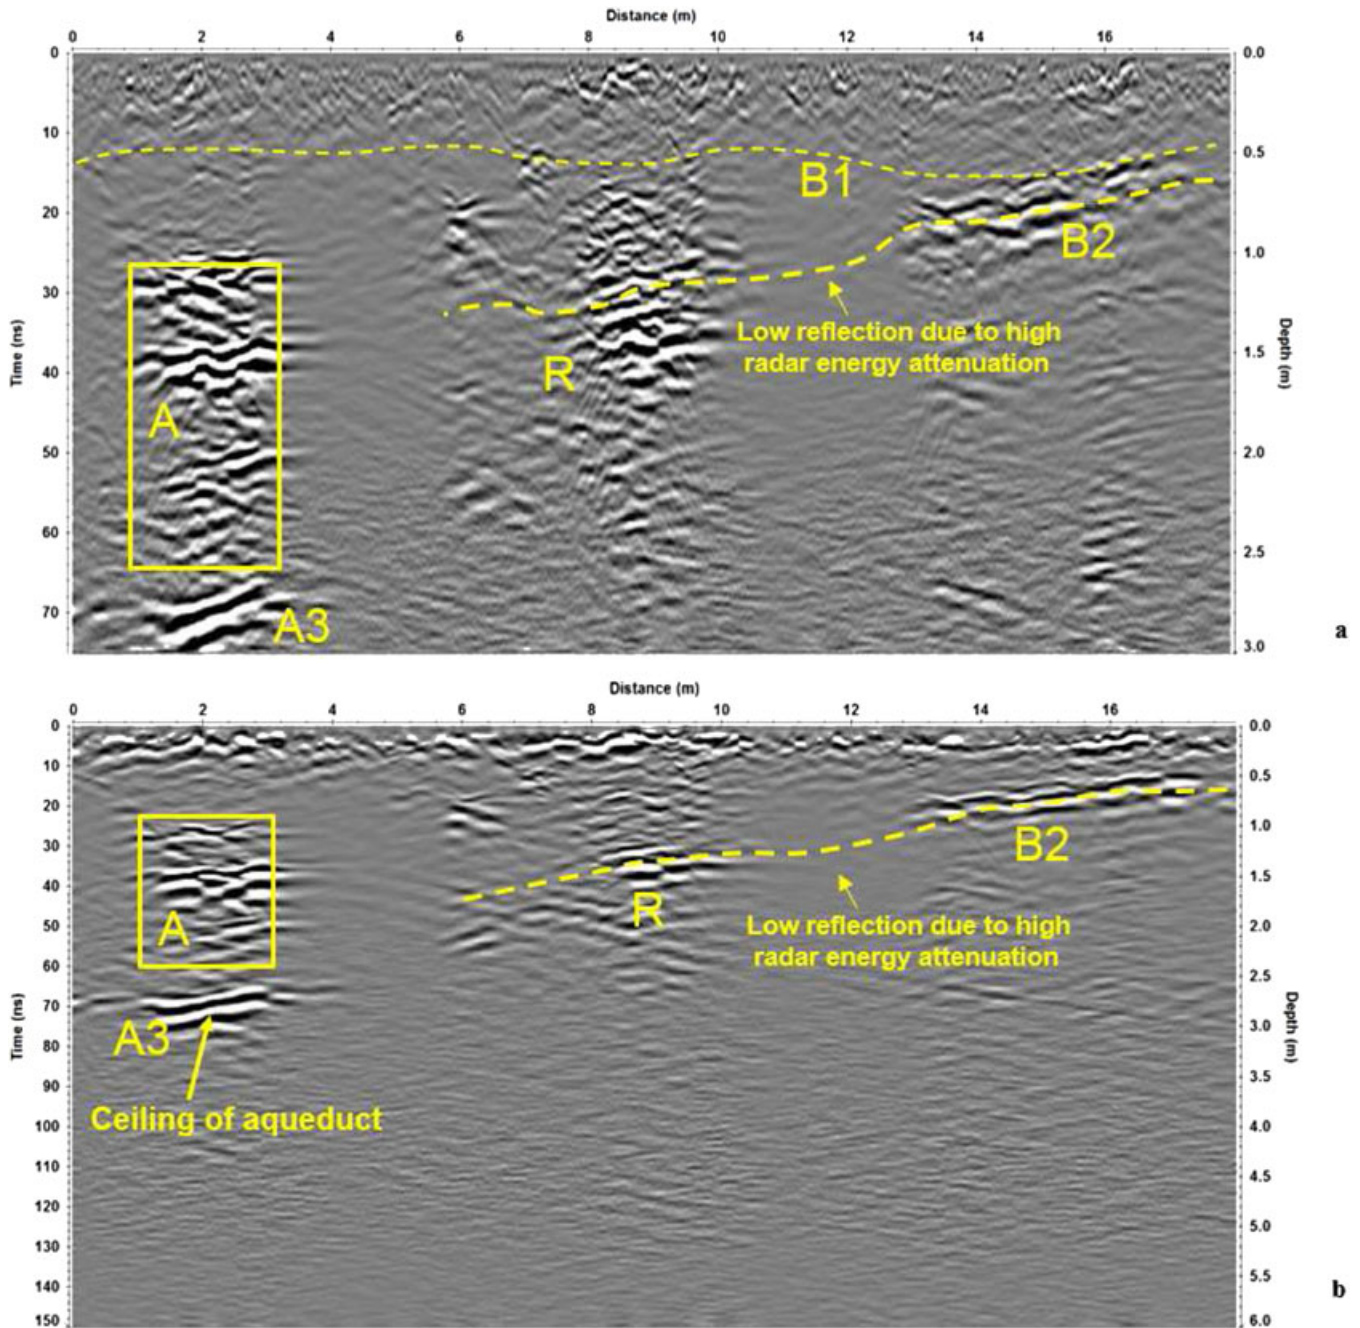 Distance (m)
0 2 4 6 8 10 12 14 16
0 0.0
10
B1 0.5
20
B2 1.0
30
Low reflection due to high
radar energy attenuation
Time (ns) Depth (m)
R 1.5
40
A
50 2.0
60
2.5
70
A3
3.0
a
Distance (m)
0 2 4 6 8 10 12 14 16
0 0.0
10
0.5
20
B2 1.0
30
40 1.5
R
A Low reflection due to high
50 2.0
radar energy attenuation
60
2.5
70
Time (ns) Depth (m)
A3 3.0
80
90 3.5
Ceiling of aqueduct
100 4.0
110 4.5
120
5.0
130
140 5.5
b
150 6.0